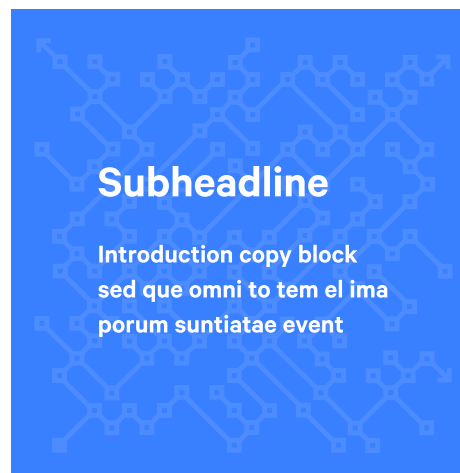 Subheadline
Introduction copy block
sed que omni to tem el ima
porum suntiatae event